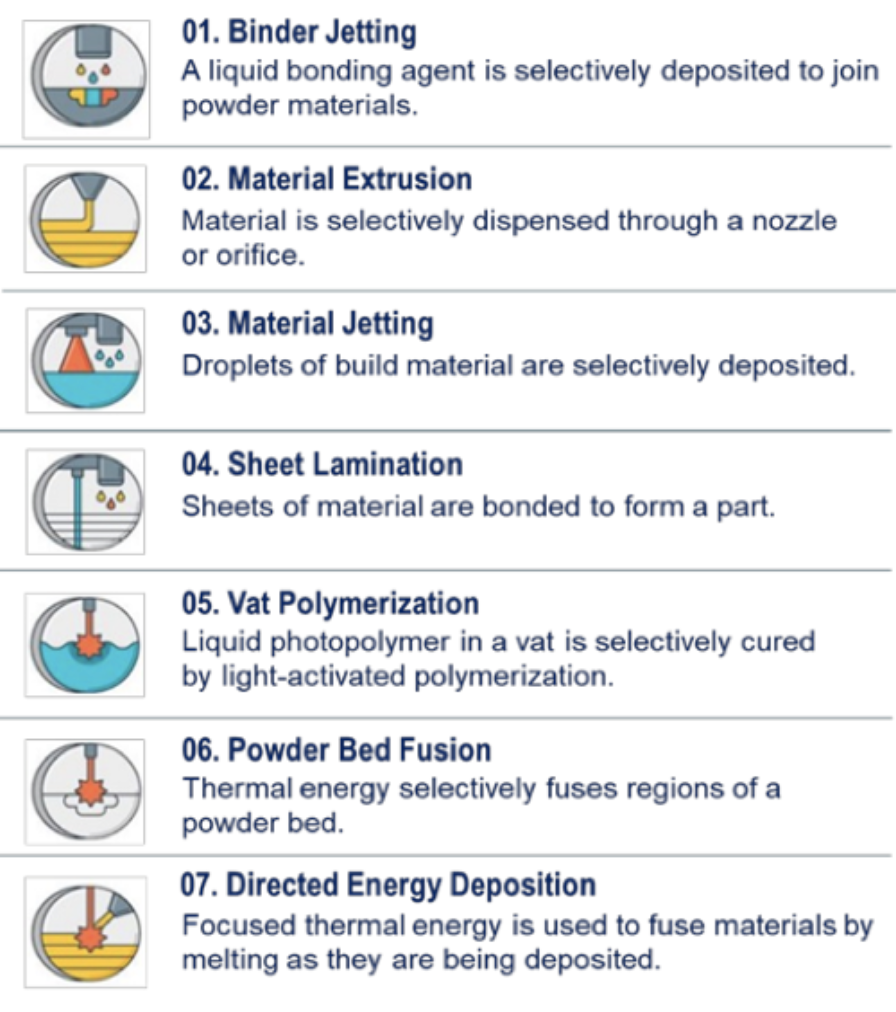 01. Binder Jetting
A liquid bonding agent is selectively deposited to join
powder materials.
02. Material Extrusion
Material is selectively dispensed through a nozzle
or orifice.
03. Material Jetting
Droplets of build material are selectively deposited.
04. Sheet Lamination
Sheets of material are bonded to form a part.
05. Vat Polymerization
Liquid photopolymer in a vat is selectively cured
by light-activated polymerization.
06. Powder Bed Fusion
Thermal energy selectively fuses regions of a
powder bed.
07. Directed Energy Deposition
Focused thermal energy is used to fuse materials by
melting as they are being deposited.